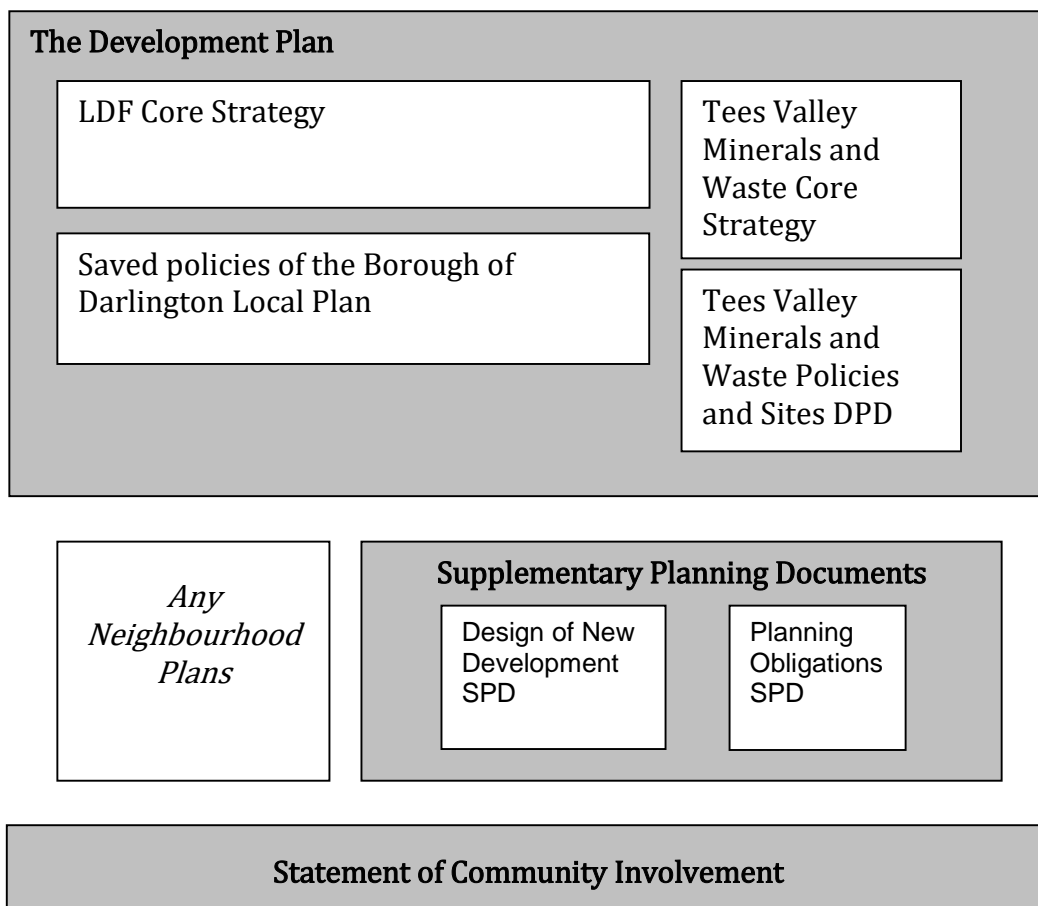 The Development Plan
LDF Core Strategy
Saved policies of the Borough of
Darlington Local Plan
Tees Valley
Minerals and
Waste Core
Strategy
Tees Valley
Minerals and
Waste Policies
and Sites DPD
Any
Neighbourhood
Plans
Supplementary Planning Documents
Design of New
Development
SPD
Planning
Obligations
SPD
Statement of Community Involvement